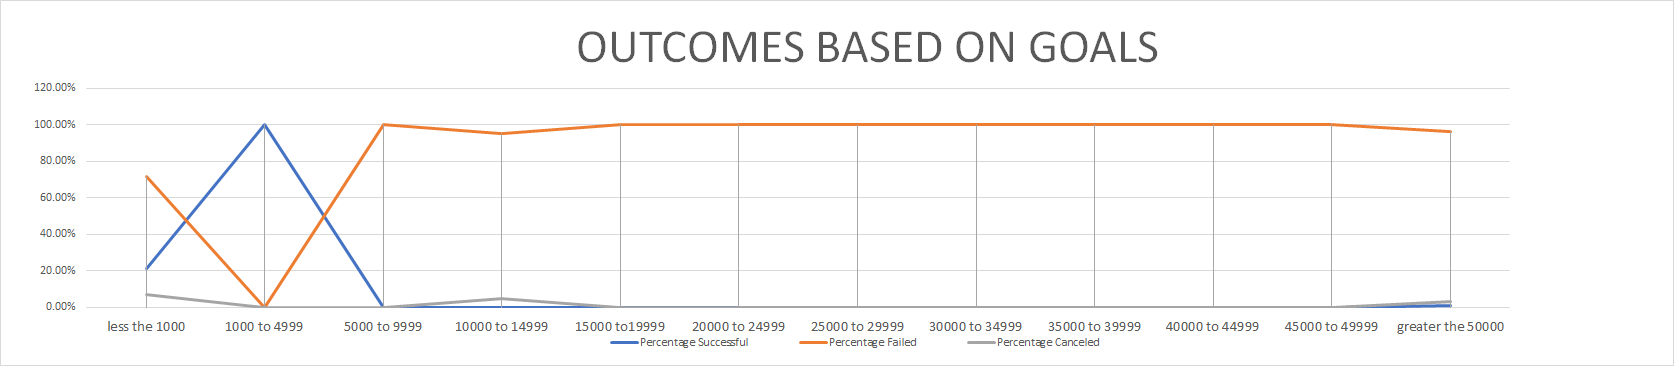 OUTCOMES BASED ON GOALS
120.00%
100.00%
80.00%
60.00%
40.00%
20.00%
0.00%
less the 1000 1000 to 4999 5000 to 9999 10000 to 14999 15000 to19999 20000 to 24999 25000 to 29999 30000 to 34999 35000 to 39999 40000 to 44999 45000 to 49999 greater the 50000
Percentage Successful Percentage Failed Percentage Canceled